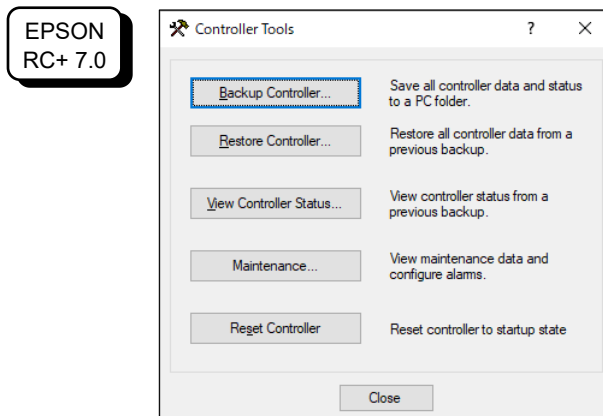 EPSON
RC+ 7.0
Controller Tools
?
Backup Controller...
Save all controller data and status
to a PC folder.
Restore Controller...
Restore all controller data from a
previous backup.
View Controller Status...
View controller status from a
previous backup.
Maintenance...
View maintenance data and
configure alarms.
Reset Controller
Reset controller to startup state
Close